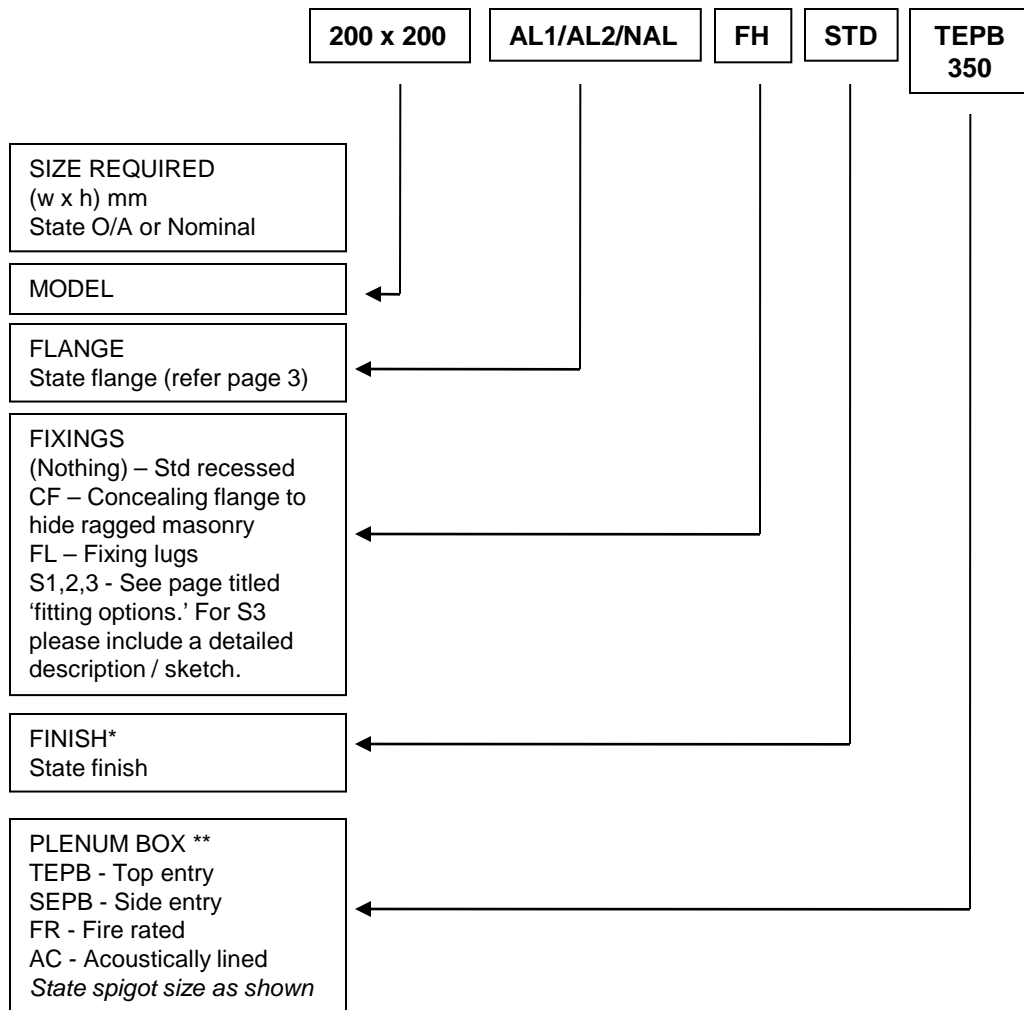 200 x 200 AL1/AL2/NAL FH STD TEPB
350
SIZE REQUIRED
(w x h) mm
State O/A or Nominal
MODEL
FLANGE
State flange (refer page 3)
FIXINGS
(Nothing) – Std recessed
CF – Concealing flange to
hide ragged masonry
FL – Fixing lugs
S1,2,3 - See page titled
‘fitting options.’ For S3
please include a detailed
description / sketch.
FINISH*
State finish
PLENUM BOX **
TEPB - Top entry
SEPB - Side entry
FR - Fire rated
AC - Acoustically lined
State spigot size as shown